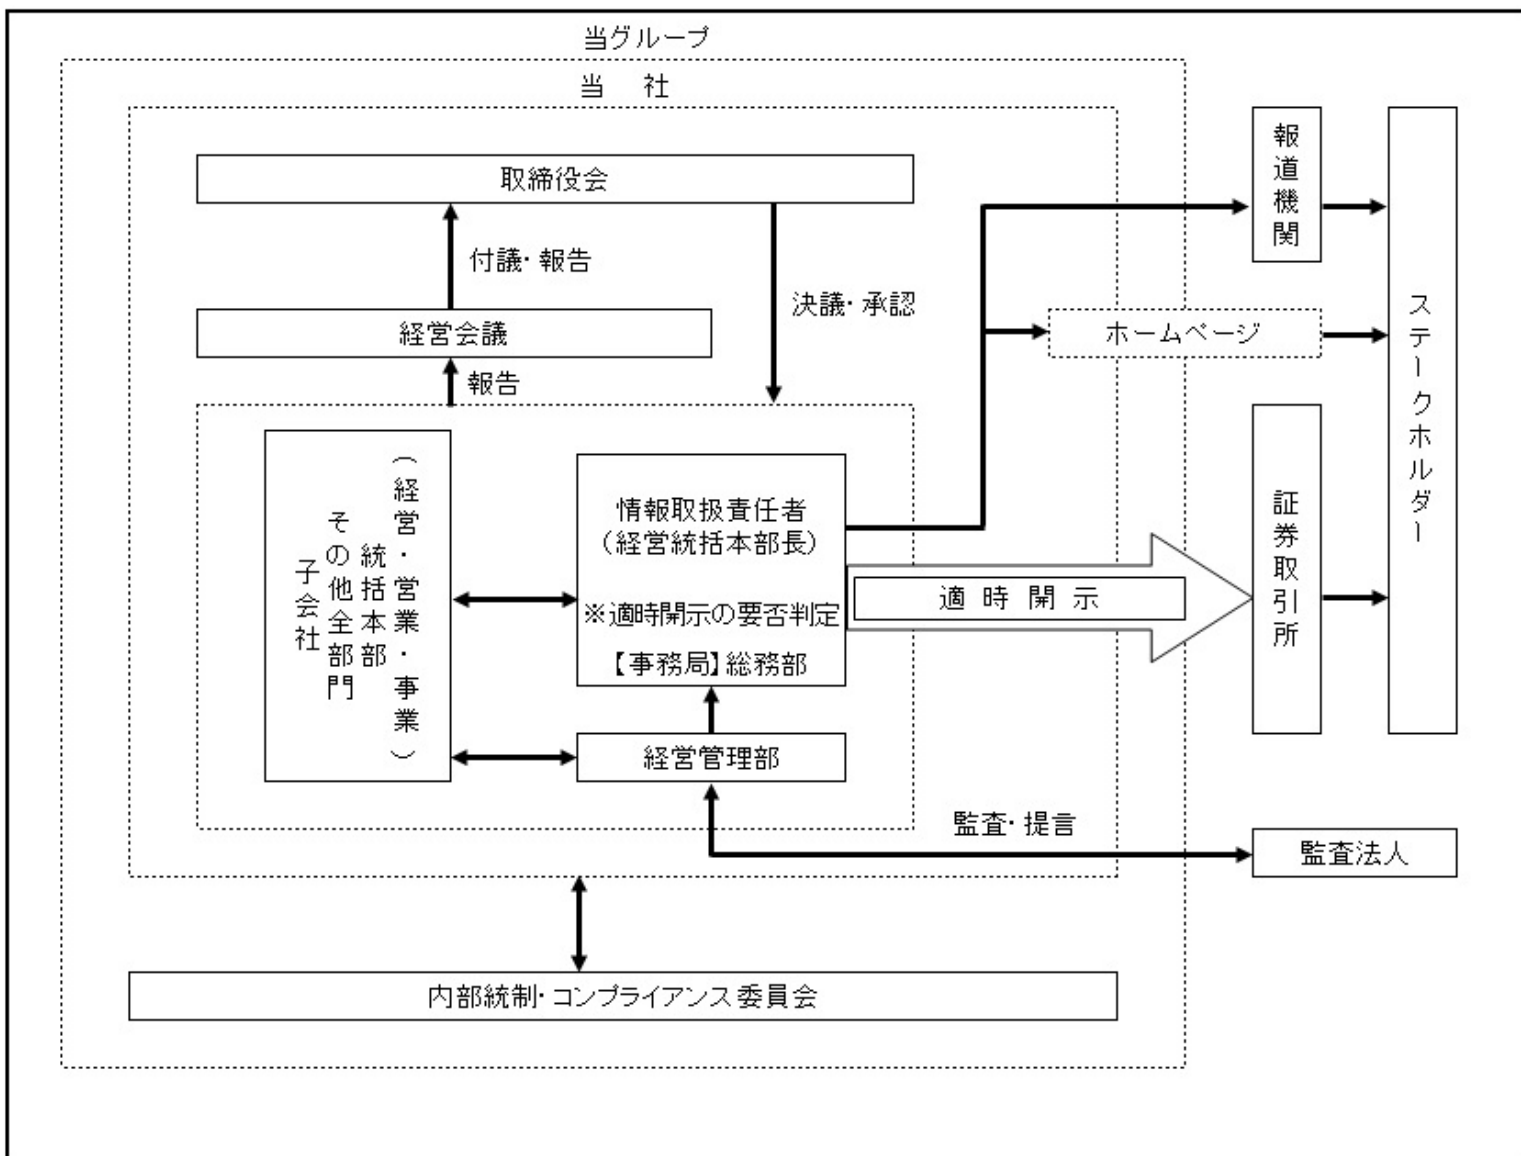 当グループ
当 社
取締役会
付議・報告
決議・承認
経営会議
報告
(経営・営業・事業)
統括本部
その他全部門
子会社
情報取扱責任者
(経営統括本部長)
※適時開示の要否判定
【事務局】総務部
経営管理部
適時開示
監査・提言
内部統制・コンプライアンス委員会
報道機関
ホームページ
証券取引所
監査法人
ステークホルダー